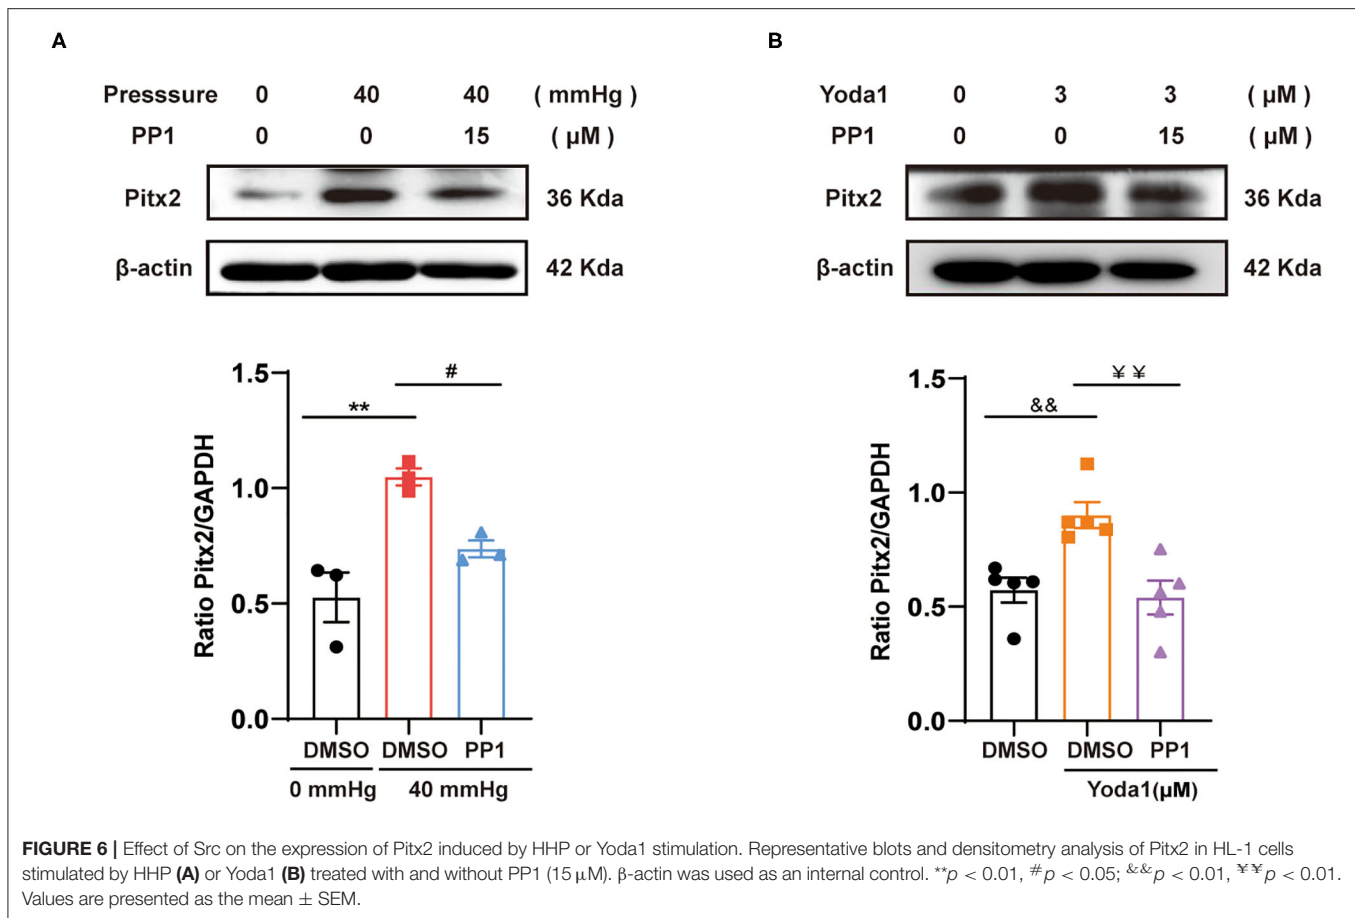 A
Presssure 0 40 40 ( mmHg )
PP1 0 0 15 ( µM )
Pitx2 36 Kda
β-actin 42 Kda
1.5
1.0
0.5
0.0
Ratio Pitx2/GAPDH
**
#
DMSO DMSO PP1
0 mmHg 40 mmHg
B
Yoda1 0 3 3 ( µM )
PP1 0 0 15 ( µM )
Pitx2 36 Kda
β-actin 42 Kda
1.5
1.0
0.5
0.0
Ratio Pitx2/GAPDH
&&
¥ ¥
DMSO DMSO PP1
Yoda1(µM)
FIGURE 6 | Effect of Src on the expression of Pitx2 induced by HHP or Yoda1 stimulation. Representative blots and densitometry analysis of Pitx2 in HL-1 cells
stimulated by HHP (A) or Yoda1 (B) treated with and without PP1 (15 µM). β-actin was used as an internal control. **p < 0.01, #p < 0.05; &&p < 0.01, ¥¥p < 0.01.
Values are presented as the mean ± SEM.